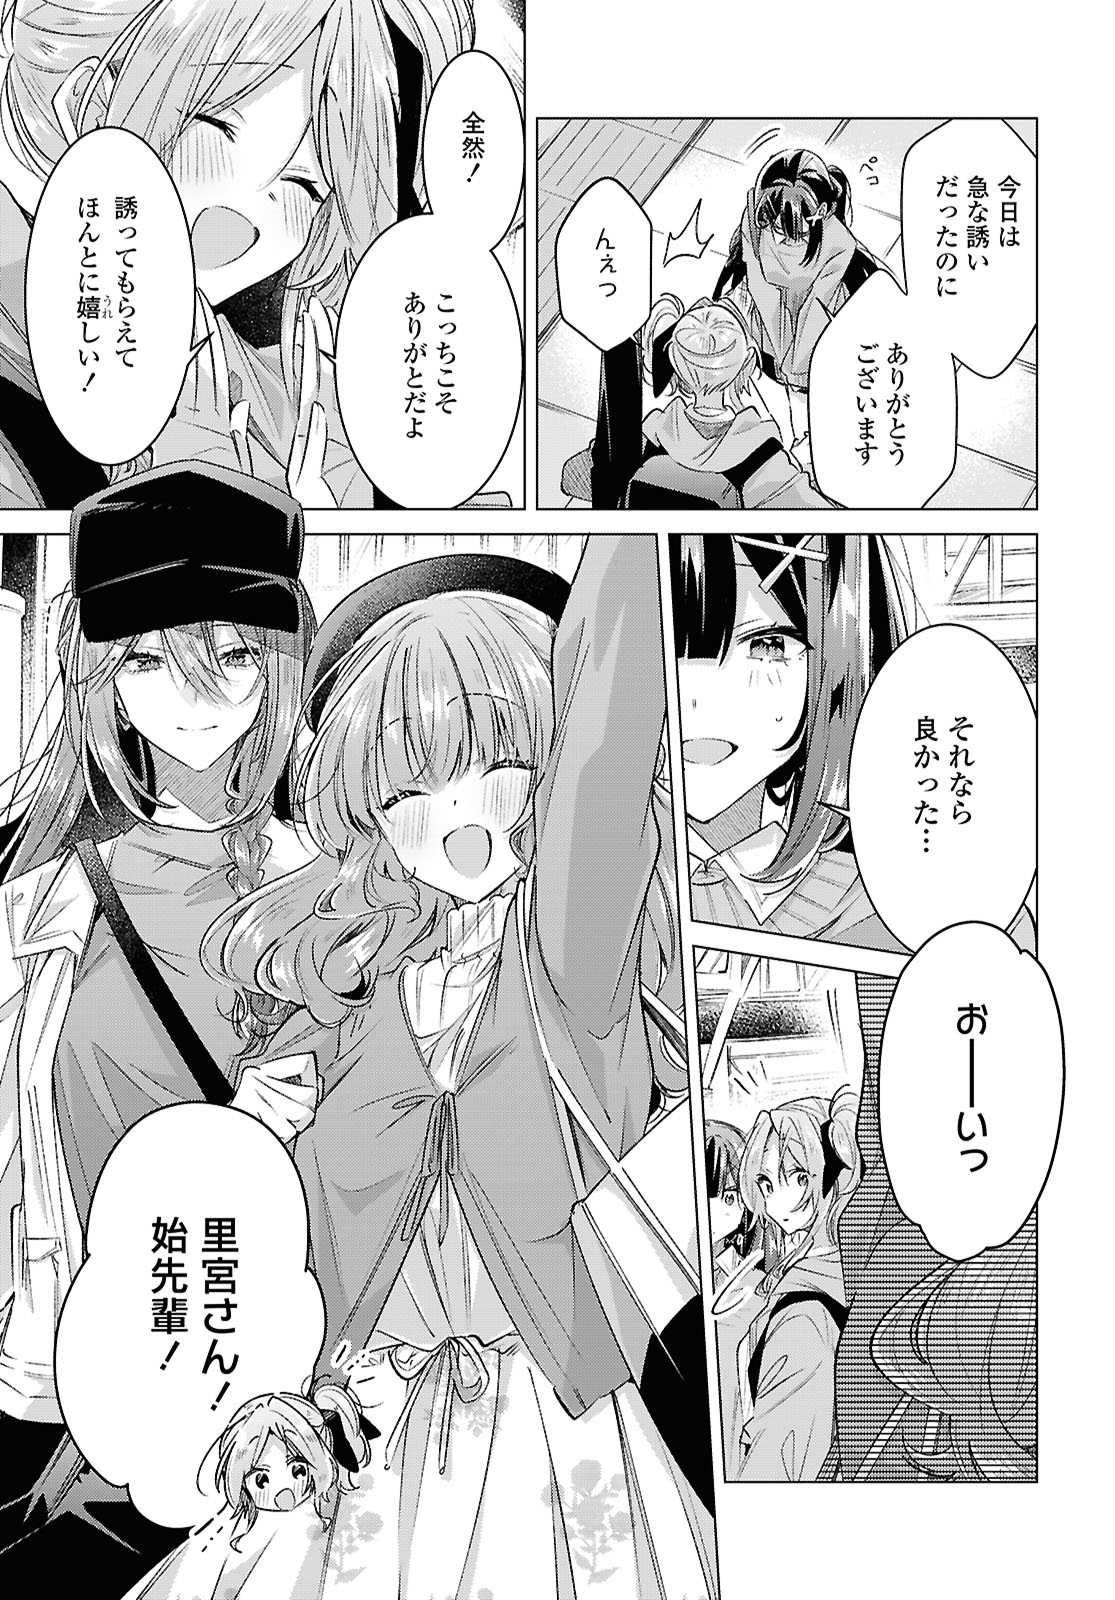 今日は
急な誘い
だったのに
ありがとう
ございます
ペコ
んえっ
全然！
こっちこそ
ありがとだよ
誘ってもらえて
ほんとに嬉しい！
うれ
それなら
良かった…
おーいっ
里宮さん！
始先輩！